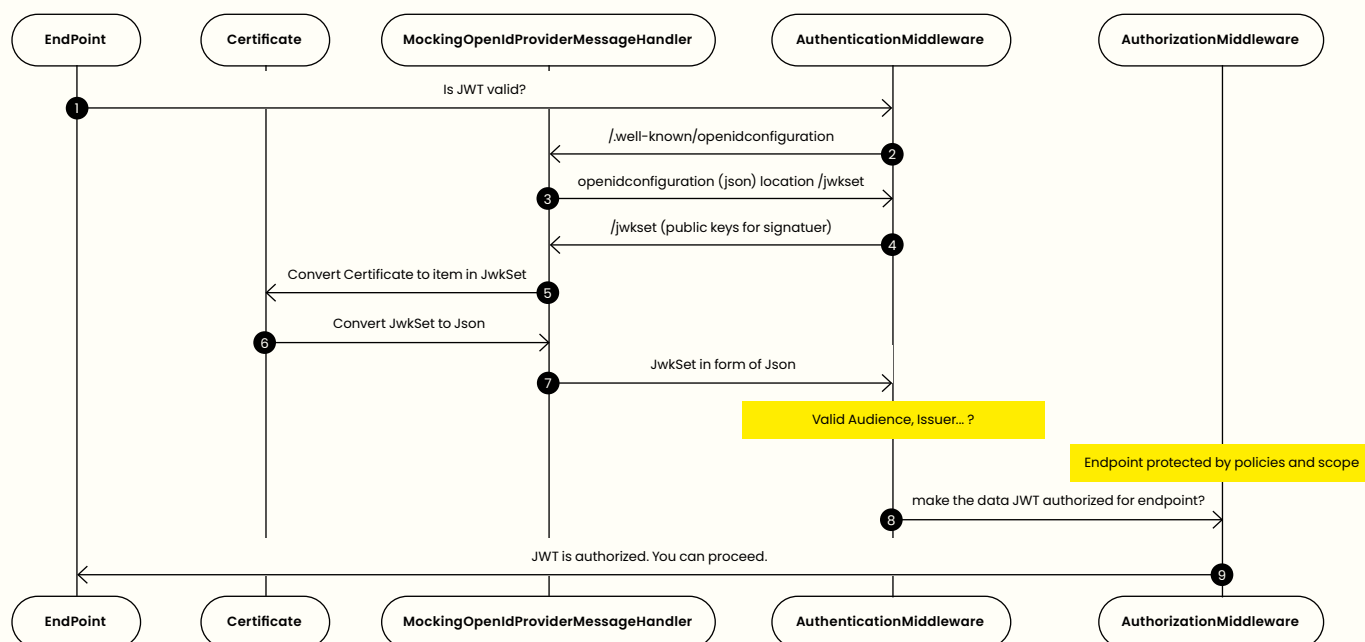 EndPoint
Certificate
MockingOpenIdProviderMessageHandler
AuthenticationMiddleware
AuthorizationMiddleware
Is JWT valid?
1
/.well-known/openidconfiguration
2
openidconfiguration (json) location /jwkset
3
/jwkset (public keys for signatuer)
4
Convert Certificate to item in JwkSet
5
Convert JwkSet to Json
6
JwkSet in form of Json
7
Valid Audience, Issuer... ?
Endpoint protected by policies and scope
make the data JWT authorized for endpoint?
8
JWT is authorized. You can proceed.
9
EndPoint
Certificate
MockingOpenIdProviderMessageHandler
AuthenticationMiddleware
AuthorizationMiddleware